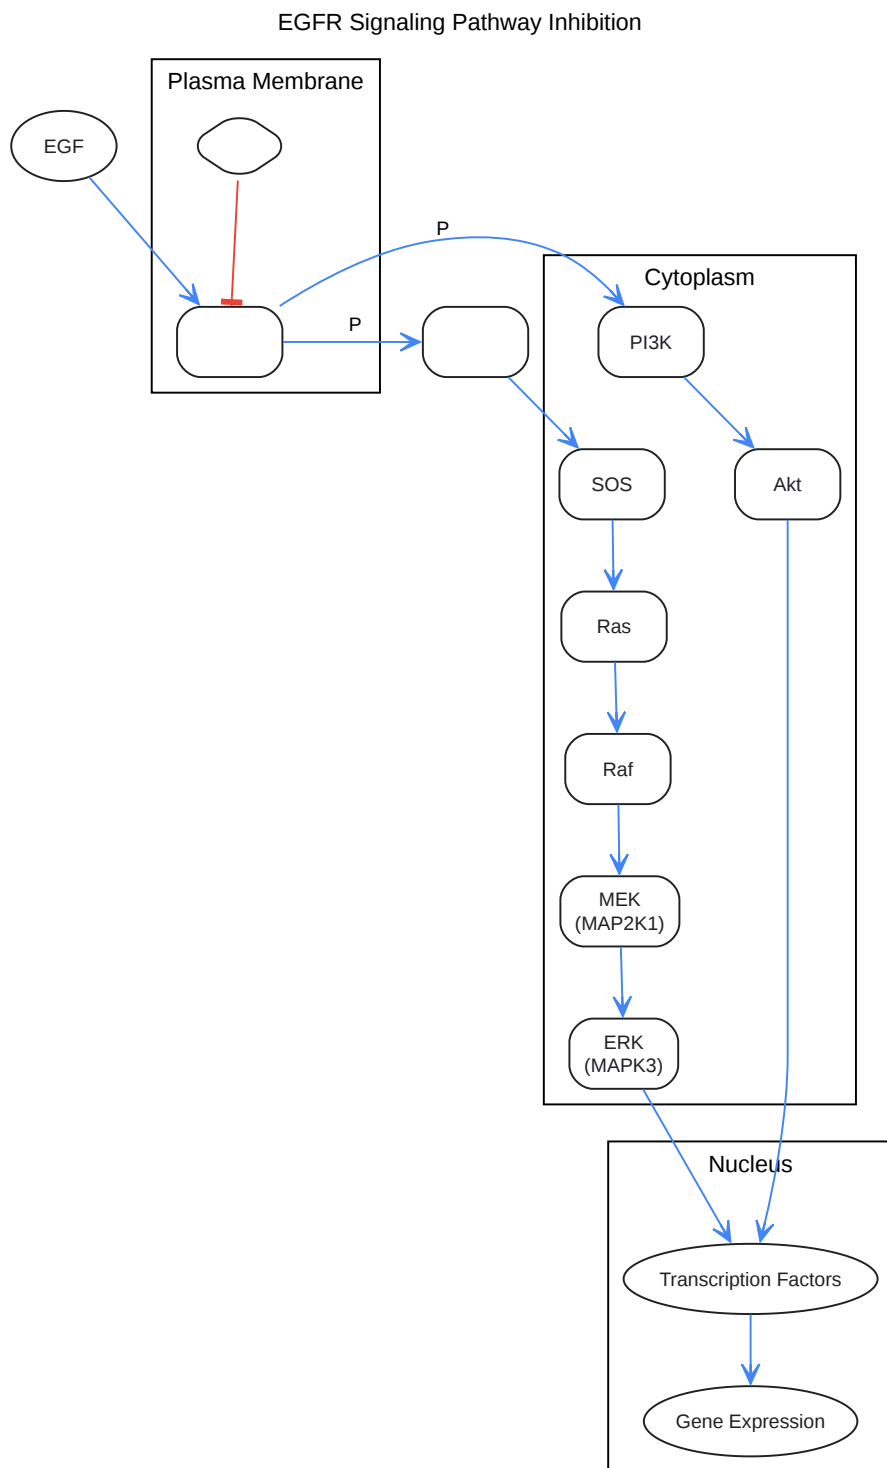 EGFR Signaling Pathway Inhibition
Plasma Membrane
EGF
P
P
Cytoplasm
PI3K
SOS
Akt
Ras
Raf
MEK
(MAP2K1)
ERK
(MAPK3)
Nucleus
Transcription Factors
Gene Expression